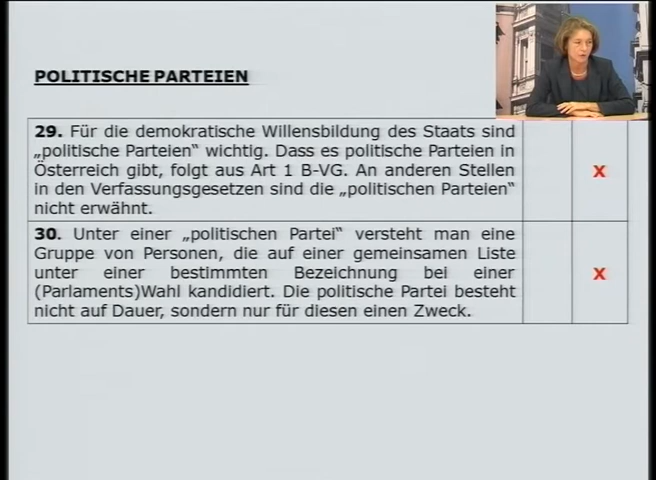 POLITISCHE PARTEIEN
29. Für die demokratische Willensbildung des Staats sind
„politische Parteien“ wichtig. Dass es politische Parteien in
Österreich gibt, folgt aus Art 1 B-VG. An anderen Stellen
in den Verfassungsgesetzen sind die „politischen Parteien“
nicht erwähnt.
X
30. Unter einer „politischen Partei“ versteht man eine
Gruppe von Personen, die auf einer gemeinsamen Liste
unter einer bestimmten Bezeichnung bei einer
(Parlaments)Wahl kandidiert. Die politische Partei besteht
nicht auf Dauer, sondern nur für diesen einen Zweck.
X